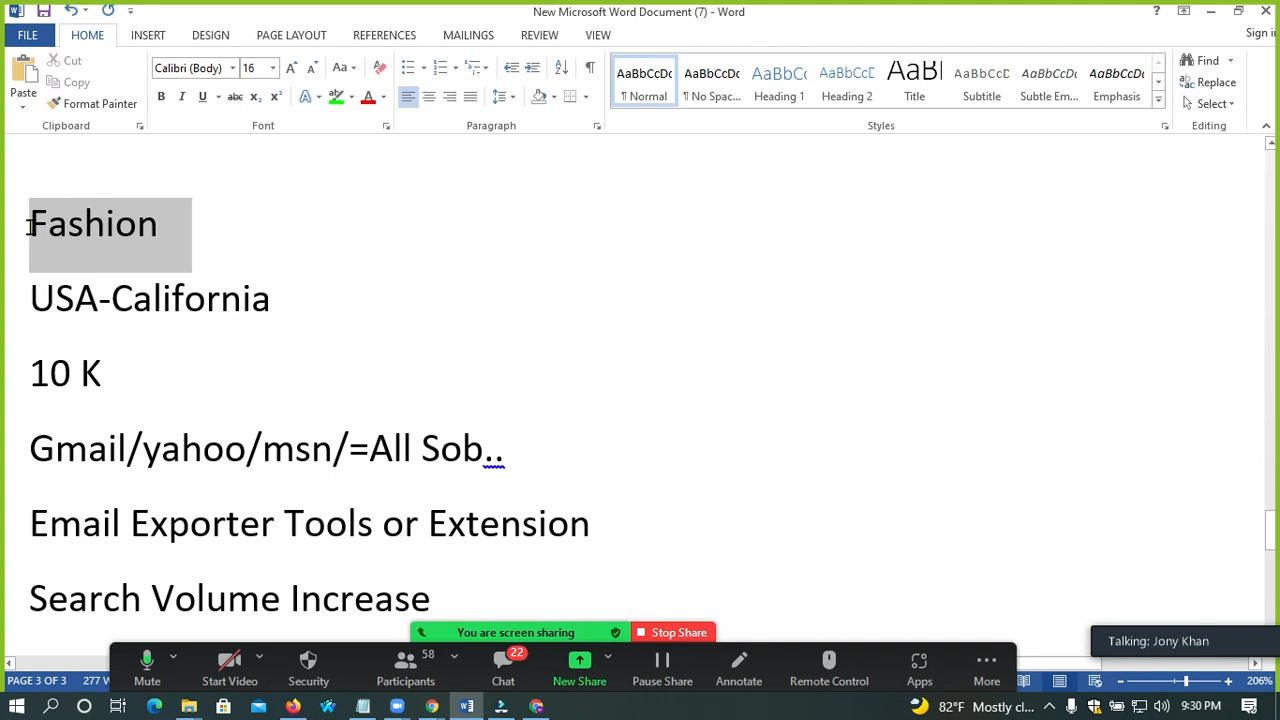 New Microsoft Word Document (7) - Word
FILE
HOME
INSERT
DESIGN
PAGE LAYOUT
REFERENCES
MAILINGS
REVIEW
VIEW
Sign in
Paste
Cut
Copy
Format Painter
Clipboard
Calibri (Body)
16
Font
Paragraph
AaBbCcDc
¶ Normal
AaBbCcDc
¶ No Spac...
AaBbCc
Heading 1
AaBbCcD
Heading 2
Title
AaBbCcD
Subtitle
AaBbCcDc
Subtle Em...
AaBbCcDc
Emphasis
Styles
Find
Replace
Select
Editing
Fashion
USA-California
10 K
Gmail/yahoo/msn/=All Sob..
Email Exporter Tools or Extension
Search Volume Increase
You are screen sharing
Stop Share
Talking: Jony Khan
Mute
Start Video
Security
58
Participants
22
Chat
New Share
Pause Share
Annotate
Remote Control
Apps
More
PAGE 3 OF 3
277 W
206%
82°F Mostly cl...
9:30 PM